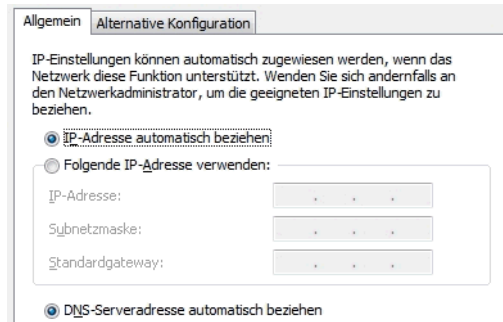 Allgemein
Alternative Konfiguration
IP-Einstellungen können automatisch zugewiesen werden, wenn das
Netzwerk diese Funktion unterstützt. Wenden Sie sich andernfalls an
den Netzwerkadministrator, um die geeigneten IP-Einstellungen zu
beziehen.
IP-Adresse automatisch beziehen
Folgende IP-Adresse verwenden:
IP-Adresse:
Subnetzmaske:
Standardgateway:
DNS-Serveradresse automatisch beziehen